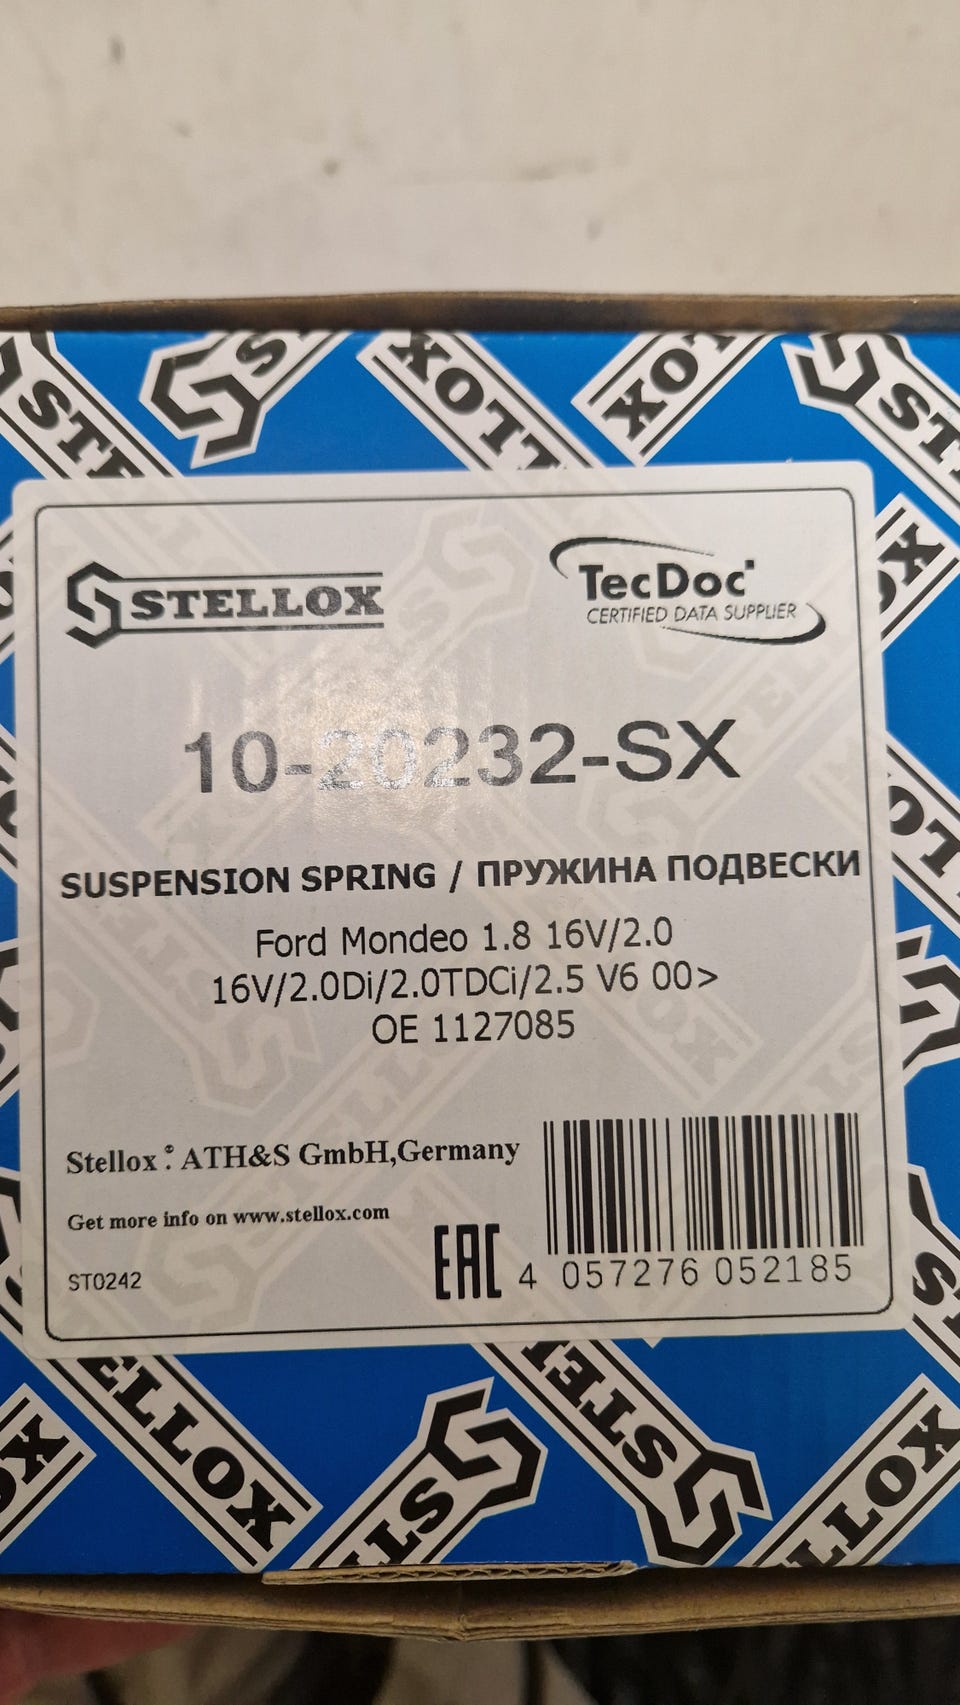 STELLOX
TecDoc
CERTIFIED DATA SUPPLIER
10-20232-SX
SUSPENSION SPRING / ПРУЖИНА ПОДВЕСКИ
Ford Mondeo 1.8 16V/2.0
16V/2.0Di/2.0TDCi/2.5 V6 00>
OE 1127085
Stellox® ATH&S GmbH,Germany
Get more info on www.stellox.com
ST0242
EAC
4 057276 052185